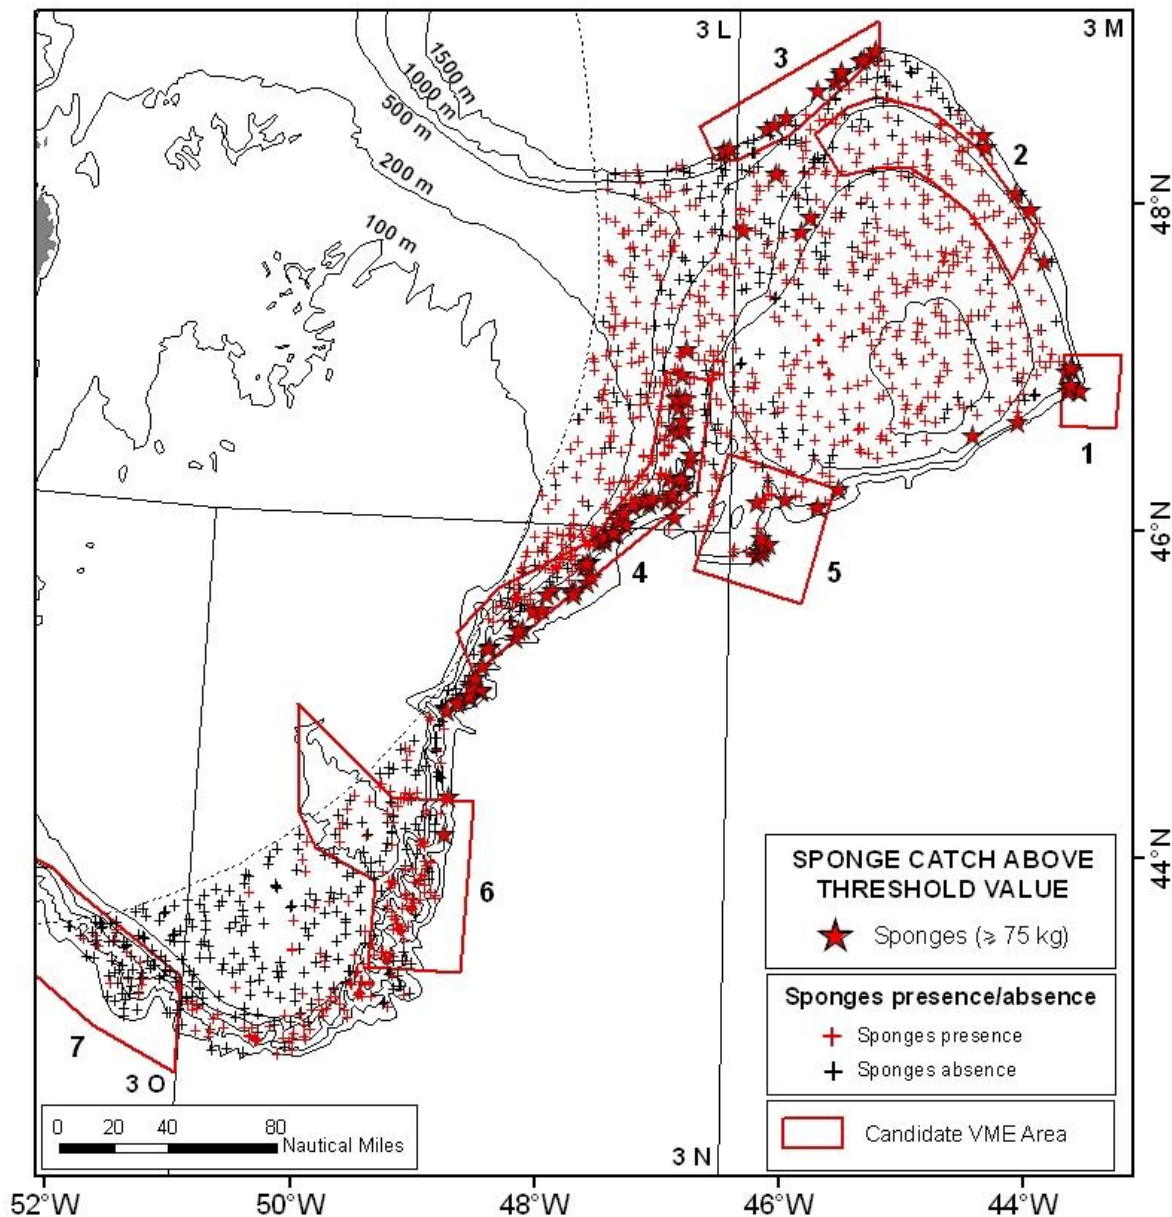 3 L
3 M
3
1500 m
1000 m
500 m
200 m
100 m
2
48°N
1
46°N
4
5
6
44°N
SPONGE CATCH ABOVE
THRESHOLD VALUE
Sponges (⩾ 75 kg)
Sponges presence/absence
Sponges presence
Sponges absence
Candidate VME Area
7
3 O
0 20 40 80
Nautical Miles
3 N
52°W 50°W 48°W 46°W 44°W